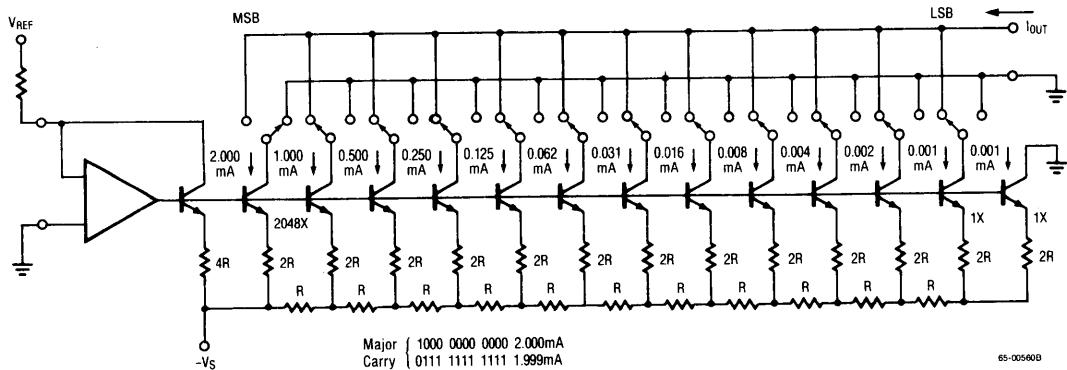 MSB
LSB
VREF
IOUT
2.000 mA
1.000 mA
0.500 mA
0.250 mA
0.125 mA
0.062 mA
0.031 mA
0.016 mA
0.008 mA
0.004 mA
0.002 mA
0.001 mA
0.001 mA
2048X
1X
1X
4R
2R
2R
2R
2R
2R
2R
2R
2R
2R
2R
2R
2R
2R
R
R
R
R
R
R
R
R
R
R
R
-VS
Major { 1000 0000 0000 2.000mA
Carry { 0111 1111 1111 1.999mA
65-00560B